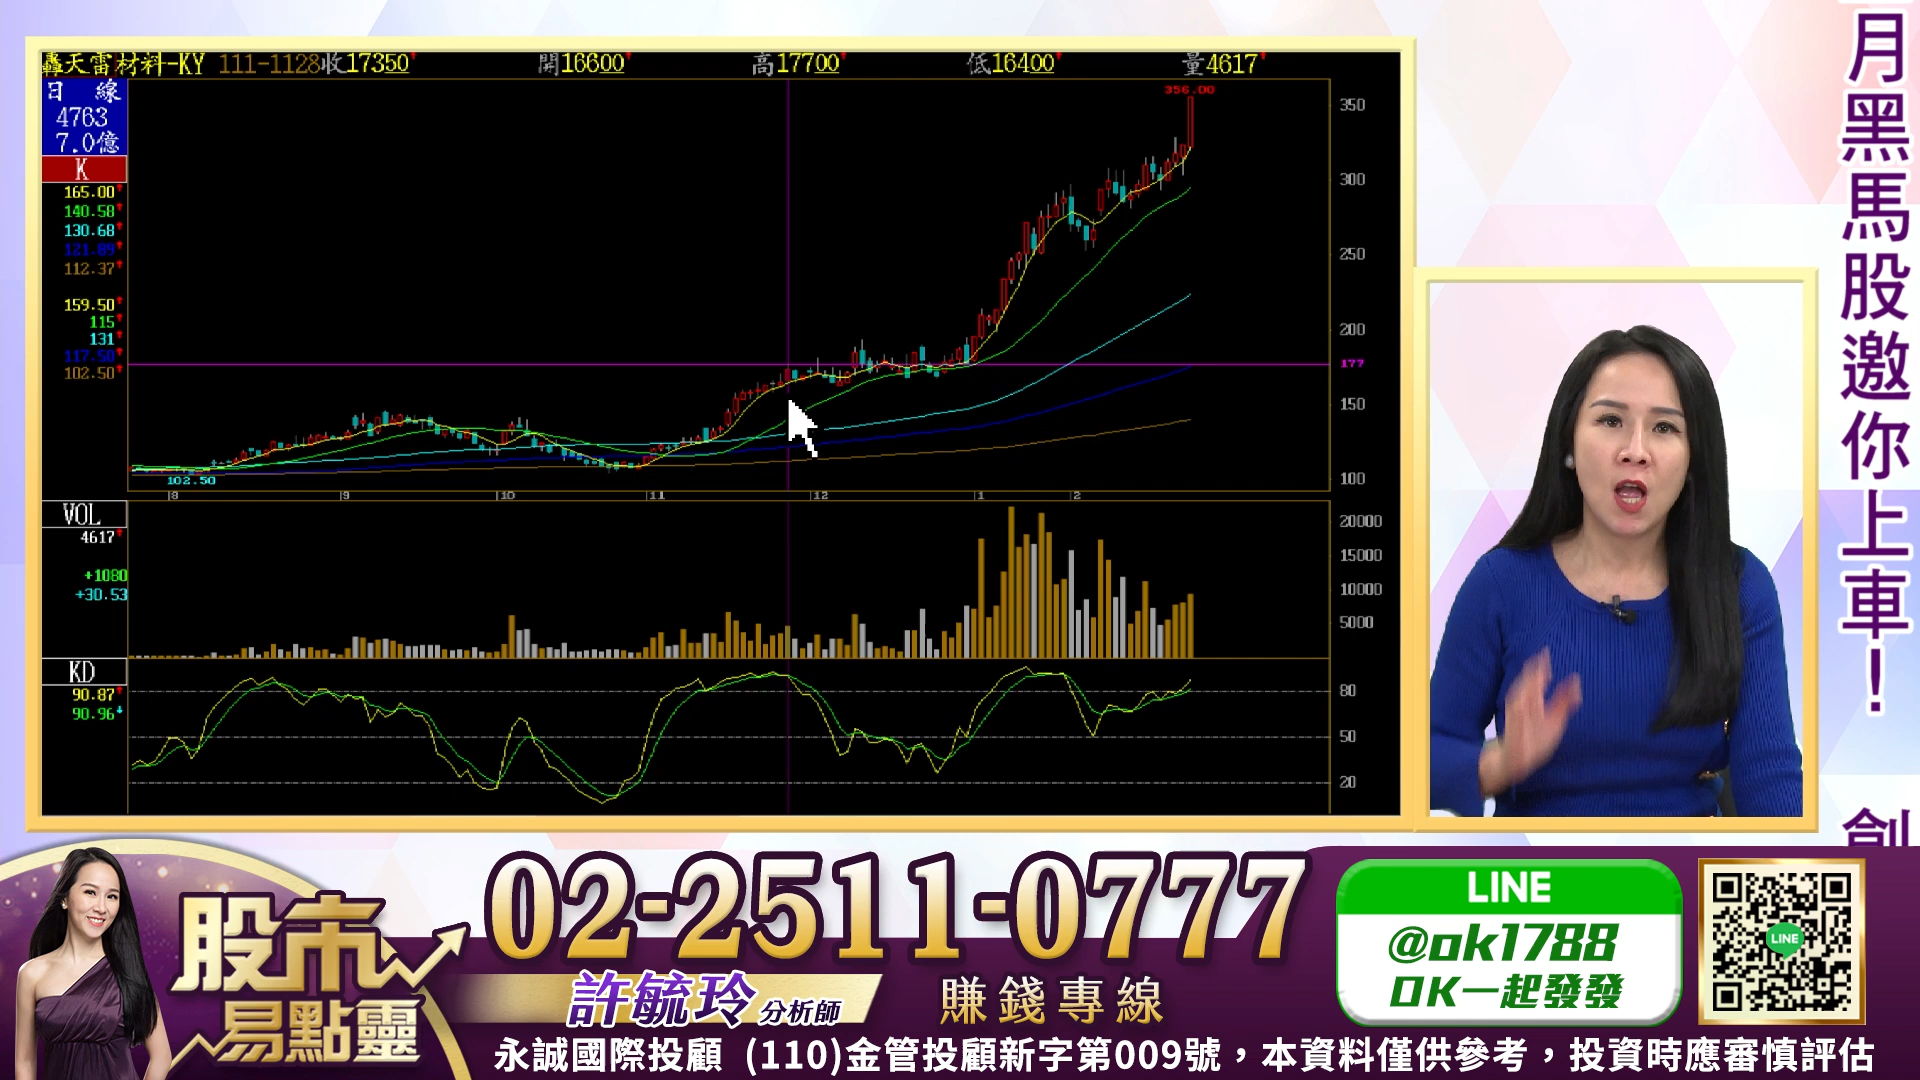 轟天雷材料-KY 111-1128收17350 開16600 高17700 低16400 量4617
日 線
4763
7.0億
K
165.00
140.58
130.68
121.89
112.37
159.50
115
131
117.50
102.50
356.00
350
300
250
200
177
150
100
102.50
8 9 10 11 12 1 2
VOL
4617
+1080
+30.53
20000
15000
10000
5000
KD
90.87
90.96
80
50
20
月黑馬股邀你上車！ 創
股市
易點靈
02-2511-0777
許毓玲 分析師
賺錢專線
LINE
@ok1788
OK一起發發
LINE
永誠國際投顧 (110)金管投顧新字第009號，本資料僅供參考，投資時應審慎評估